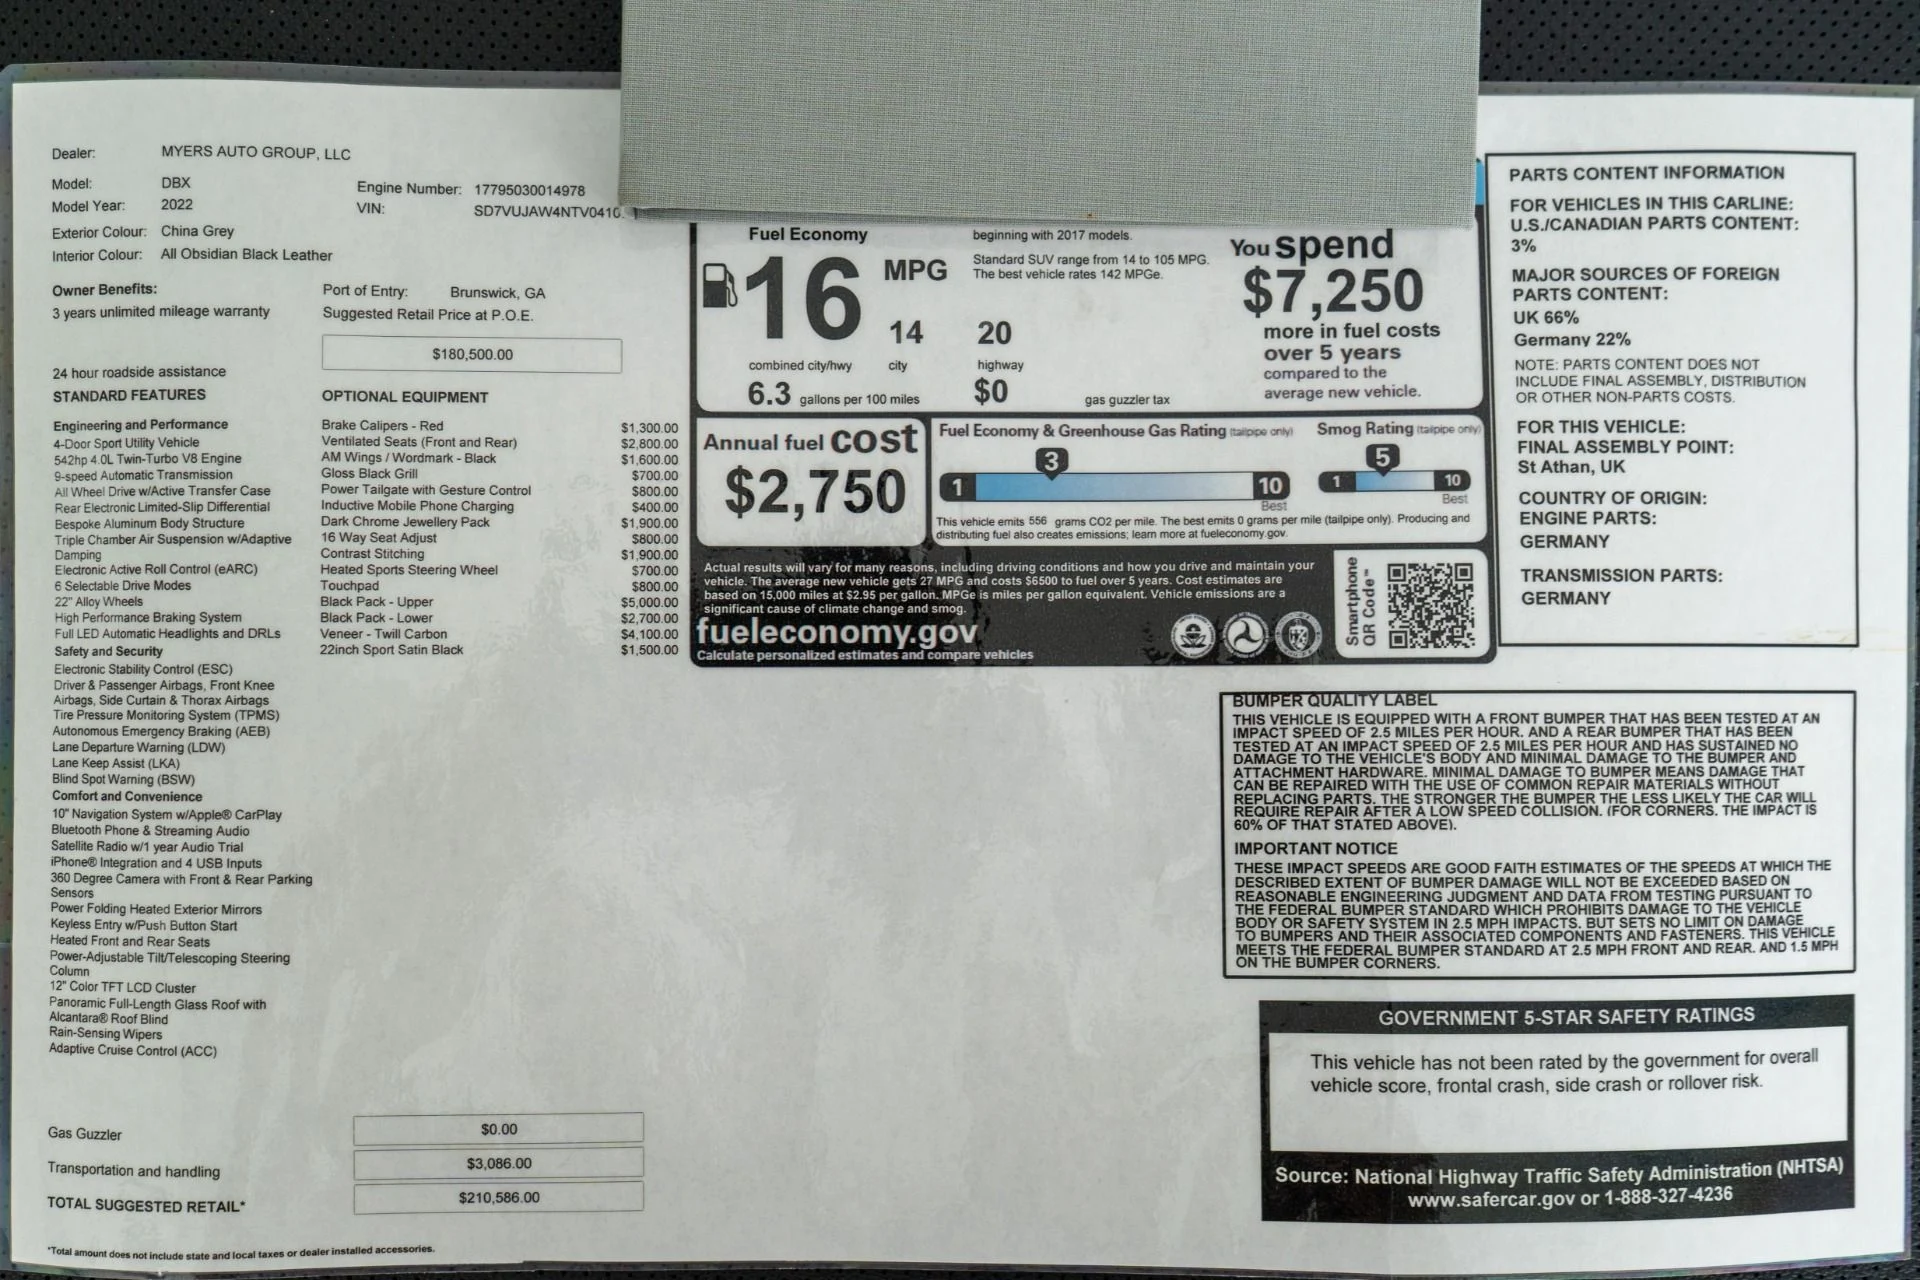 Dealer: MYERS AUTO GROUP, LLC
Model: DBX
Model Year: 2022
Engine Number: 17795030014978
VIN: SD7VUJAW4NTV0410
Exterior Colour: China Grey
Interior Colour: All Obsidian Black Leather
Owner Benefits:
3 years unlimited mileage warranty
24 hour roadside assistance
Port of Entry: Brunswick, GA
Suggested Retail Price at P.O.E.
$180,500.00
STANDARD FEATURES
Engineering and Performance
4-Door Sport Utility Vehicle
542hp 4.0L Twin-Turbo V8 Engine
9-speed Automatic Transmission
All Wheel Drive w/Active Transfer Case
Rear Electronic Limited-Slip Differential
Bespoke Aluminum Body Structure
Triple Chamber Air Suspension w/Adaptive
Damping
Electronic Active Roll Control (eARC)
6 Selectable Drive Modes
22" Alloy Wheels
High Performance Braking System
Full LED Automatic Headlights and DRLs
Safety and Security
Electronic Stability Control (ESC)
Driver & Passenger Airbags, Front Knee
Airbags, Side Curtain & Thorax Airbags
Tire Pressure Monitoring System (TPMS)
Autonomous Emergency Braking (AEB)
Lane Departure Warning (LDW)
Lane Keep Assist (LKA)
Blind Spot Warning (BSW)
Comfort and Convenience
10" Navigation System w/Apple® CarPlay
Bluetooth Phone & Streaming Audio
Satellite Radio w/1 year Audio Trial
iPhone® Integration and 4 USB Inputs
360 Degree Camera with Front & Rear Parking
Sensors
Power Folding Heated Exterior Mirrors
Keyless Entry w/Push Button Start
Heated Front and Rear Seats
Power-Adjustable Tilt/Telescoping Steering
Column
12" Color TFT LCD Cluster
Panoramic Full-Length Glass Roof with
Alcantara® Roof Blind
Rain-Sensing Wipers
Adaptive Cruise Control (ACC)
OPTIONAL EQUIPMENT
Brake Calipers - Red $1,300.00
Ventilated Seats (Front and Rear) $2,800.00
AM Wings / Wordmark - Black $1,600.00
Gloss Black Grill $700.00
Power Tailgate with Gesture Control $800.00
Inductive Mobile Phone Charging $400.00
Dark Chrome Jewellery Pack $1,900.00
16 Way Seat Adjust $800.00
Contrast Stitching $1,900.00
Heated Sports Steering Wheel $700.00
Touchpad $800.00
Black Pack - Upper $5,000.00
Black Pack - Lower $2,700.00
Veneer - Twill Carbon $4,100.00
22inch Sport Satin Black $1,500.00
Gas Guzzler $0.00
Transportation and handling $3,086.00
TOTAL SUGGESTED RETAIL* $210,586.00
*Total amount does not include state and local taxes or dealer installed accessories.
Fuel Economy
16 MPG
combined city/hwy
14
city
20
highway
6.3 gallons per 100 miles
$0 gas guzzler tax
beginning with 2017 models.
Standard SUV range from 14 to 105 MPG.
The best vehicle rates 142 MPGe.
You spend
$7,250
more in fuel costs
over 5 years
compared to the
average new vehicle.
Annual fuel cost
$2,750
Fuel Economy & Greenhouse Gas Rating (tailpipe only)
3
1 10
Best
Smog Rating (tailpipe only)
5
1 10
Best
This vehicle emits 556 grams CO2 per mile. The best emits 0 grams per mile (tailpipe only). Producing and
distributing fuel also creates emissions; learn more at fueleconomy.gov.
Actual results will vary for many reasons, including driving conditions and how you drive and maintain your
vehicle. The average new vehicle gets 27 MPG and costs $6500 to fuel over 5 years. Cost estimates are
based on 15,000 miles at $2.95 per gallon. MPGe is miles per gallon equivalent. Vehicle emissions are a
significant cause of climate change and smog.
fueleconomy.gov
Calculate personalized estimates and compare vehicles
Smartphone
QR Code™
PARTS CONTENT INFORMATION
FOR VEHICLES IN THIS CARLINE:
U.S./CANADIAN PARTS CONTENT:
3%
MAJOR SOURCES OF FOREIGN
PARTS CONTENT:
UK 66%
Germany 22%
NOTE: PARTS CONTENT DOES NOT
INCLUDE FINAL ASSEMBLY, DISTRIBUTION
OR OTHER NON-PARTS COSTS.
FOR THIS VEHICLE:
FINAL ASSEMBLY POINT:
St Athan, UK
COUNTRY OF ORIGIN:
ENGINE PARTS:
GERMANY
TRANSMISSION PARTS:
GERMANY
BUMPER QUALITY LABEL
THIS VEHICLE IS EQUIPPED WITH A FRONT BUMPER THAT HAS BEEN TESTED AT AN
IMPACT SPEED OF 2.5 MILES PER HOUR. AND A REAR BUMPER THAT HAS BEEN
TESTED AT AN IMPACT SPEED OF 2.5 MILES PER HOUR AND HAS SUSTAINED NO
DAMAGE TO THE VEHICLE'S BODY AND MINIMAL DAMAGE TO THE BUMPER AND
ATTACHMENT HARDWARE. MINIMAL DAMAGE TO BUMPER MEANS DAMAGE THAT
CAN BE REPAIRED WITH THE USE OF COMMON REPAIR MATERIALS WITHOUT
REPLACING PARTS. THE STRONGER THE BUMPER THE LESS LIKELY THE CAR WILL
REQUIRE REPAIR AFTER A LOW SPEED COLLISION. (FOR CORNERS. THE IMPACT IS
60% OF THAT STATED ABOVE).
IMPORTANT NOTICE
THESE IMPACT SPEEDS ARE GOOD FAITH ESTIMATES OF THE SPEEDS AT WHICH THE
DESCRIBED EXTENT OF BUMPER DAMAGE WILL NOT BE EXCEEDED BASED ON
REASONABLE ENGINEERING JUDGMENT AND DATA FROM TESTING PURSUANT TO
THE FEDERAL BUMPER STANDARD WHICH PROHIBITS DAMAGE TO THE VEHICLE
BODY OR SAFETY SYSTEM IN 2.5 MPH IMPACTS. BUT SETS NO LIMIT ON DAMAGE
TO BUMPERS AND THEIR ASSOCIATED COMPONENTS AND FASTENERS. THIS VEHICLE
MEETS THE FEDERAL BUMPER STANDARD AT 2.5 MPH FRONT AND REAR. AND 1.5 MPH
ON THE BUMPER CORNERS.
GOVERNMENT 5-STAR SAFETY RATINGS
This vehicle has not been rated by the government for overall
vehicle score, frontal crash, side crash or rollover risk.
Source: National Highway Traffic Safety Administration (NHTSA)
www.safercar.gov or 1-888-327-4236